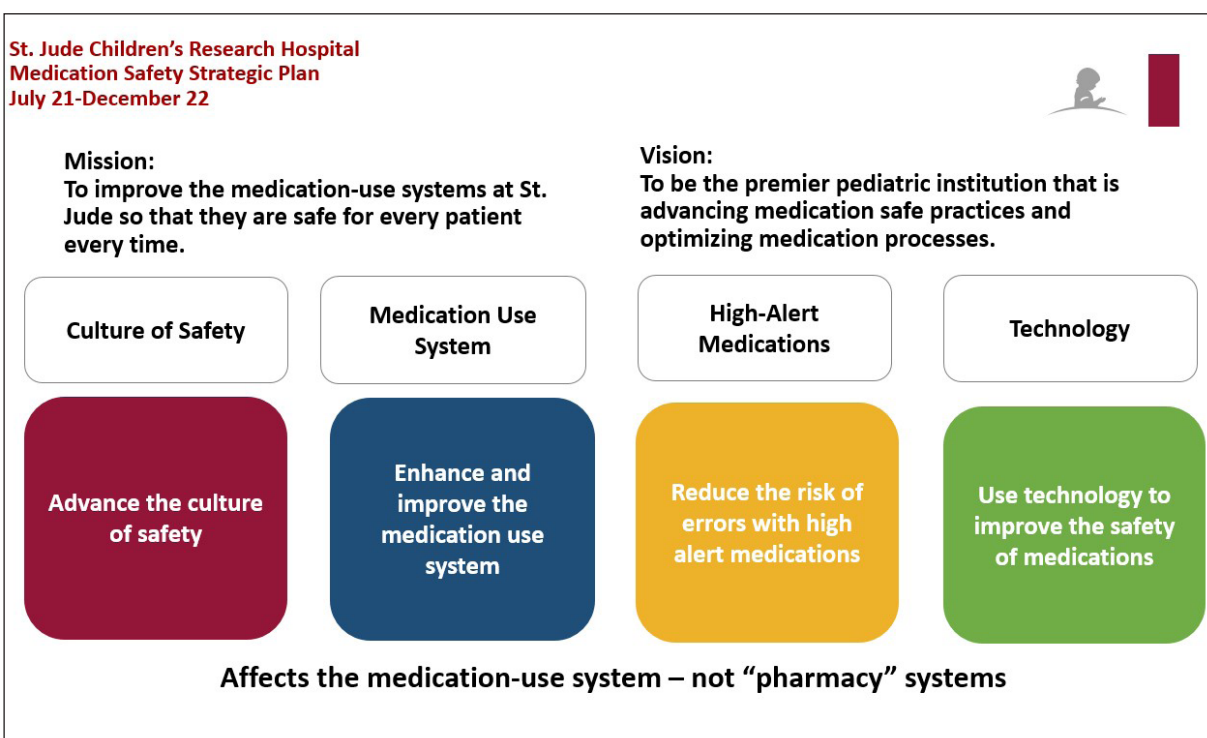 St. Jude Children’s Research Hospital
Medication Safety Strategic Plan
July 21-December 22
Mission:
To improve the medication-use systems at St.
Jude so that they are safe for every patient
every time.
Vision:
To be the premier pediatric institution that is
advancing medication safe practices and
optimizing medication processes.
Culture of Safety
Medication Use
System
High-Alert
Medications
Technology
Advance the culture
of safety
Enhance and
improve the
medication use
system
Reduce the risk of
errors with high
alert medications
Use technology to
improve the safety
of medications
Affects the medication-use system – not “pharmacy” systems